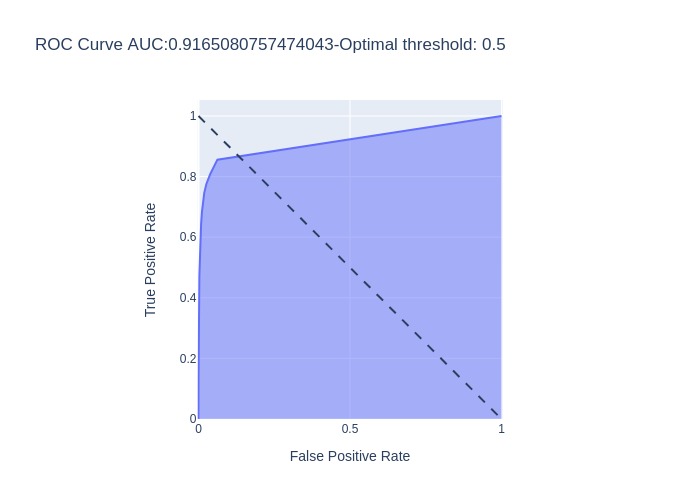 ROC Curve AUC:0.9165080757474043-Optimal threshold: 0.5
1
0.8
0.6
0.4
0.2
0
True Positive Rate
0 0.5 1
False Positive Rate